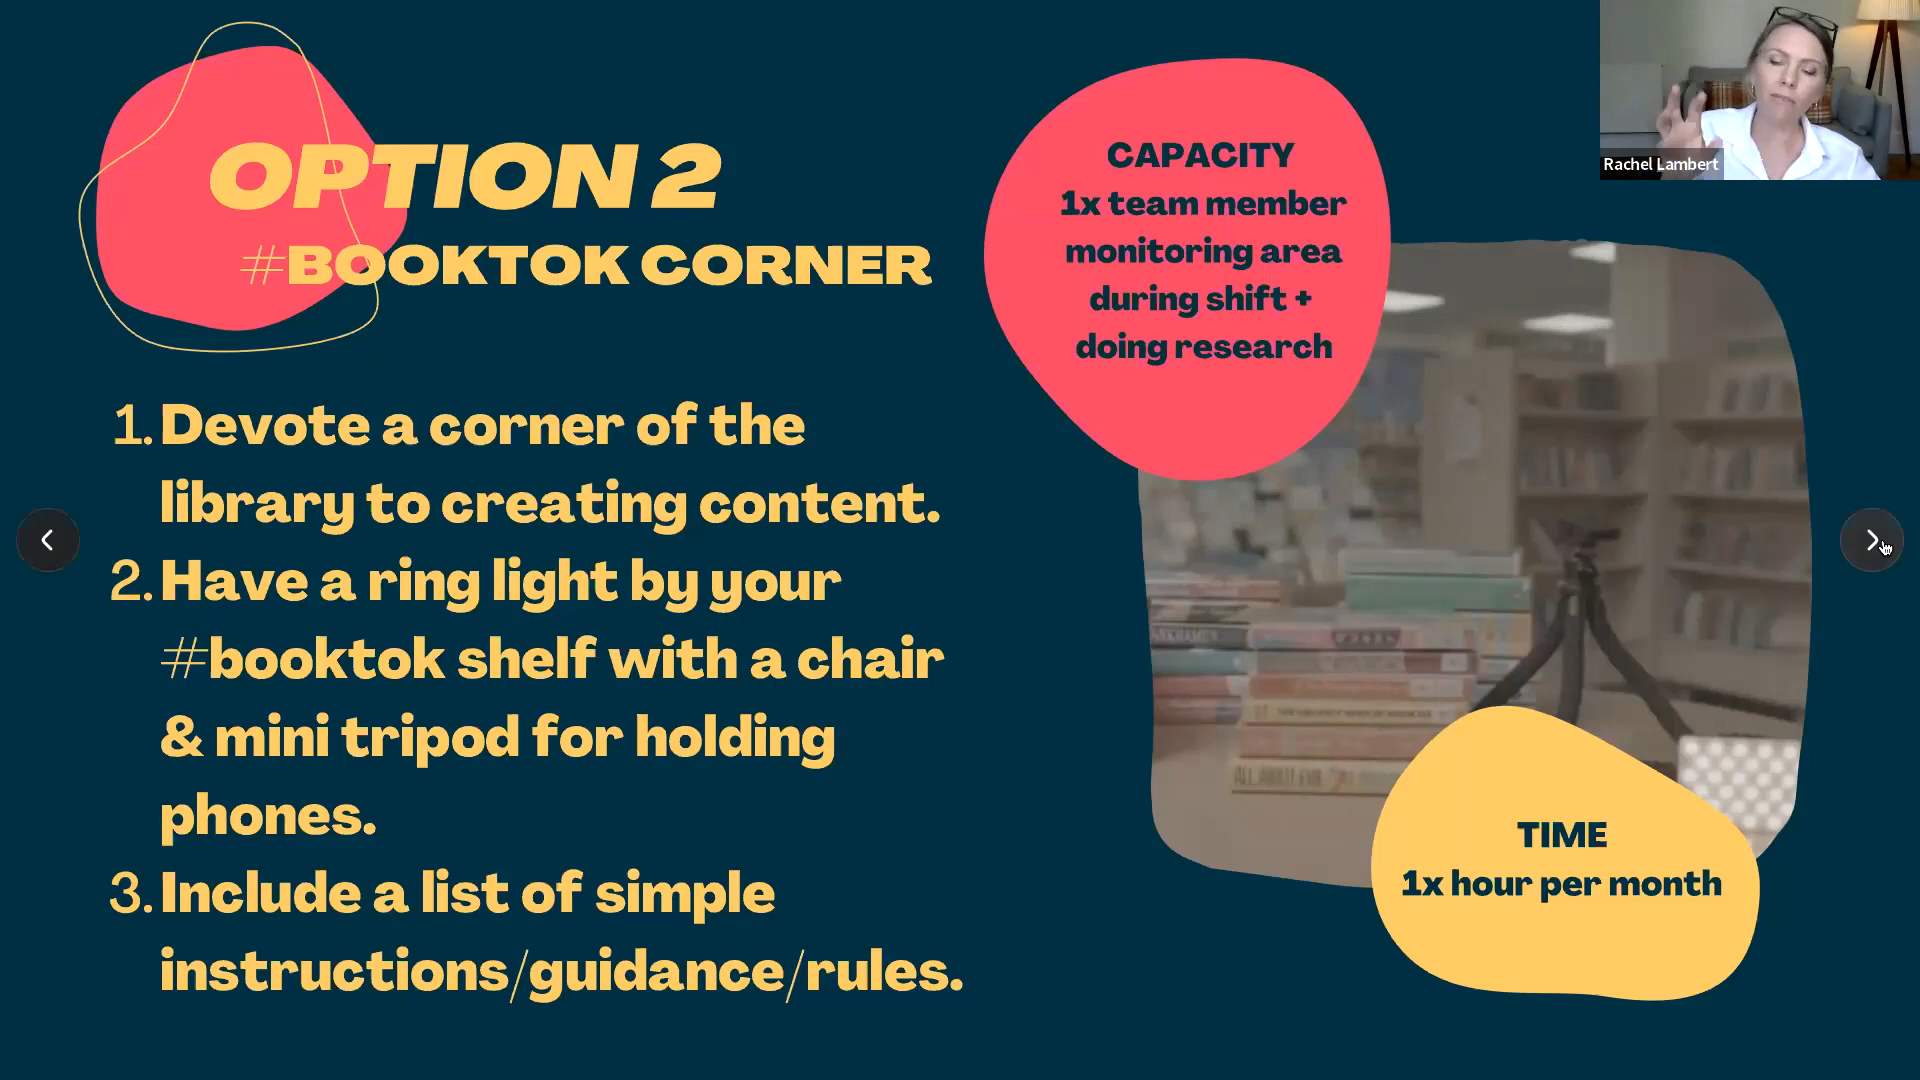 OPTION 2
#BOOKTOK CORNER
1. Devote a corner of the
library to creating content.
2. Have a ring light by your
#booktok shelf with a chair
& mini tripod for holding
phones.
3. Include a list of simple
instructions/guidance/rules.
CAPACITY
1x team member
monitoring area
during shift +
doing research
TIME
1x hour per month
Rachel Lambert